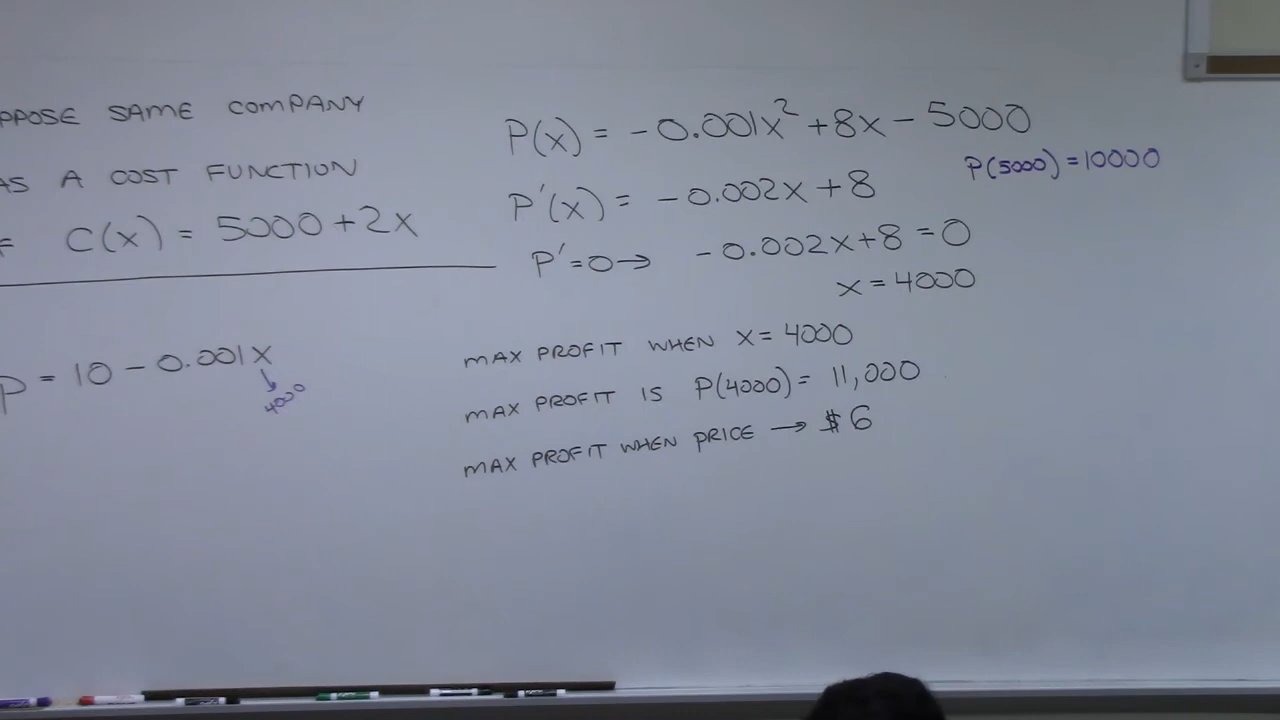 PPOSE SAME COMPANY
AS A COST FUNCTION
C(x) = 5000 + 2x
P = 10 - 0.001x
4000
P(x) = -0.001x² + 8x - 5000
P(5000) = 10000
P'(x) = -0.002x + 8
P' = 0 → -0.002x + 8 = 0
x = 4000
MAX PROFIT WHEN x = 4000
MAX PROFIT IS P(4000) = 11,000
MAX PROFIT WHEN PRICE → $6